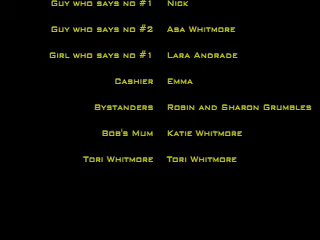 Guy who says no #1 Nick
Guy who says no #2 Asa Whitmore
Girl who says no #1 Lara Andrade
Cashier Emma
Bystanders Robin and Sharon Grumbles
Bob's Mum Katie Whitmore
Tori Whitmore Tori Whitmore